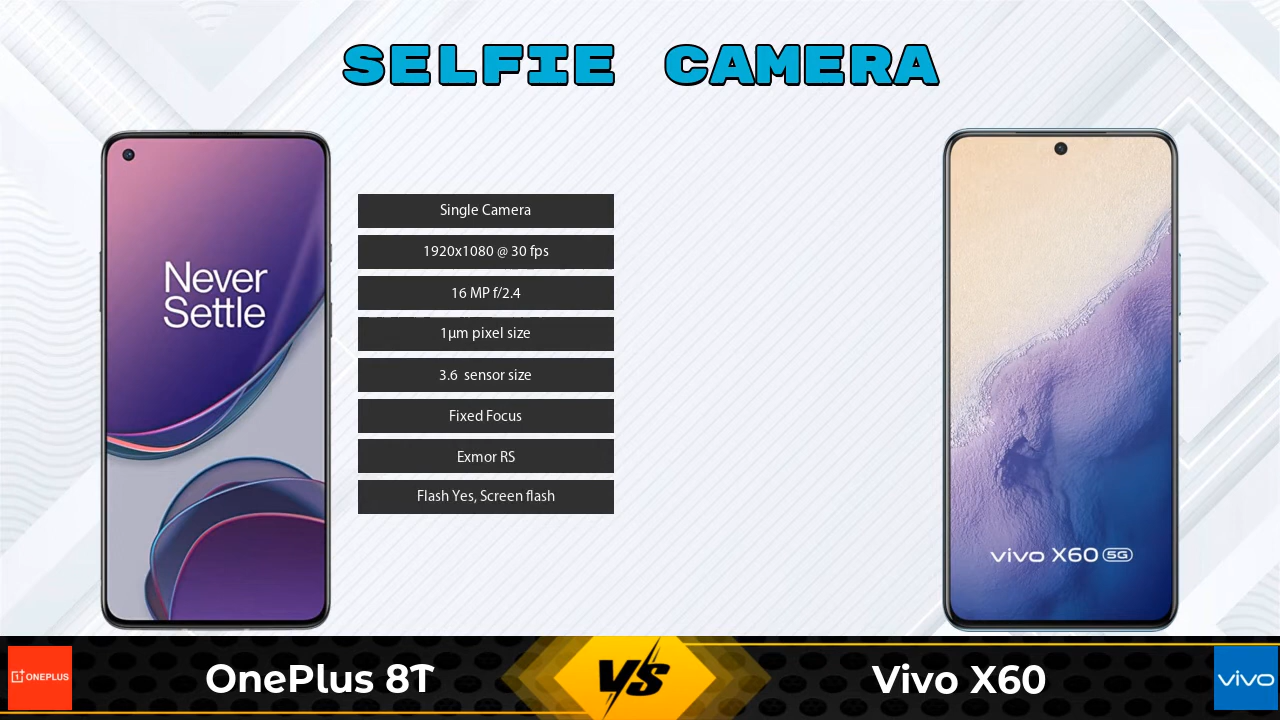 SELFIE CAMERA
Never
Settle
Single Camera
1920x1080 @ 30 fps
16 MP f/2.4
1µm pixel size
3.6 sensor size
Fixed Focus
Exmor RS
Flash Yes, Screen flash
vivo X60 5G
ONEPLUS
OnePlus 8T
VS
Vivo X60
vivo